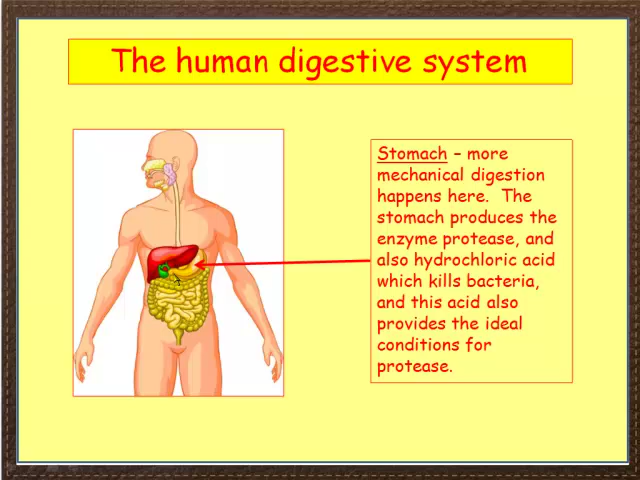 The human digestive system
Stomach – more
mechanical digestion
happens here. The
stomach produces the
enzyme protease, and
also hydrochloric acid
which kills bacteria,
and this acid also
provides the ideal
conditions for
protease.